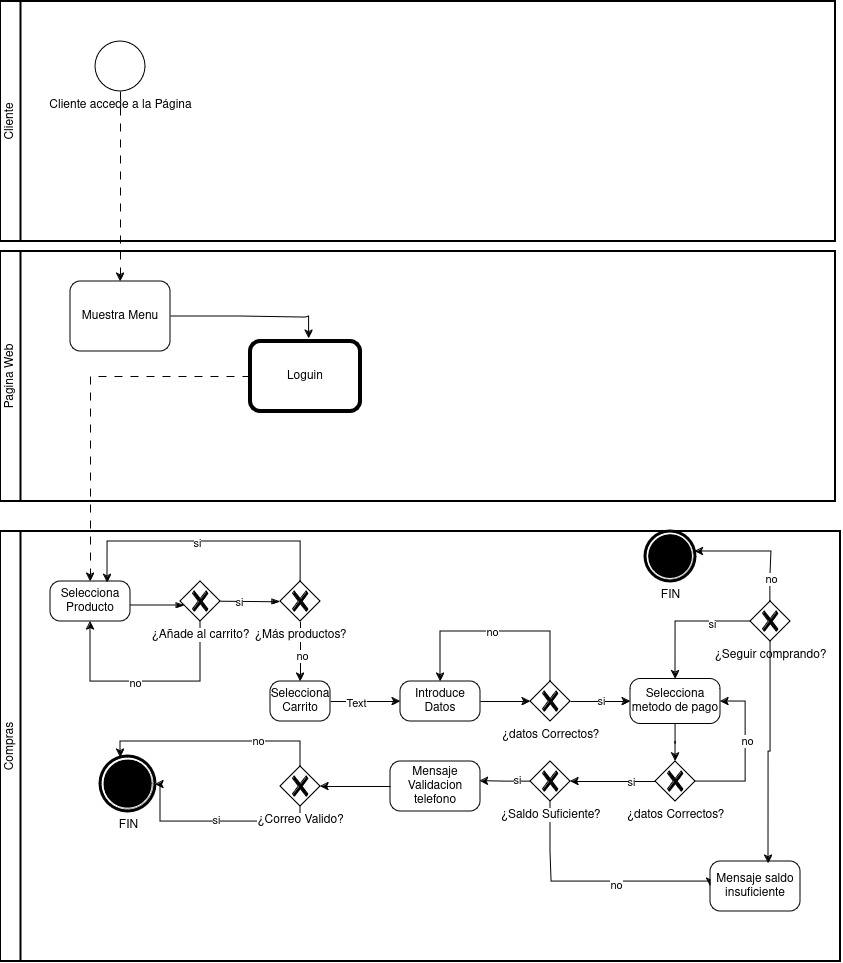 Cliente
Cliente accede a la Página
Pagina Web
Muestra Menu
Loguin
Compras
si
Selecciona
Producto
si
¿Añade al carrito?
¿Más productos?
no
no
FIN
no
si
¿Seguir comprando?
no
Selecciona
Carrito
Text
Introduce
Datos
si
¿datos Correctos?
Selecciona
metodo de pago
no
no
FIN
si
¿Correo Valido?
Mensaje
Validacion
telefono
si
¿Saldo Suficiente?
si
¿datos Correctos?
no
Mensaje saldo
insuficiente